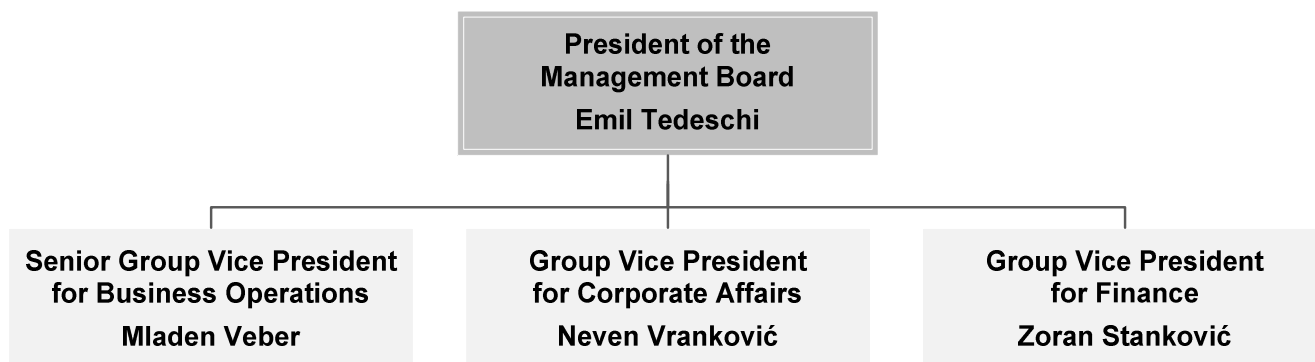 President of the
Management Board
Emil Tedeschi
Senior Group Vice President
for Business Operations
Mladen Veber
Group Vice President
for Corporate Affairs
Neven Vranković
Group Vice President
for Finance
Zoran Stanković